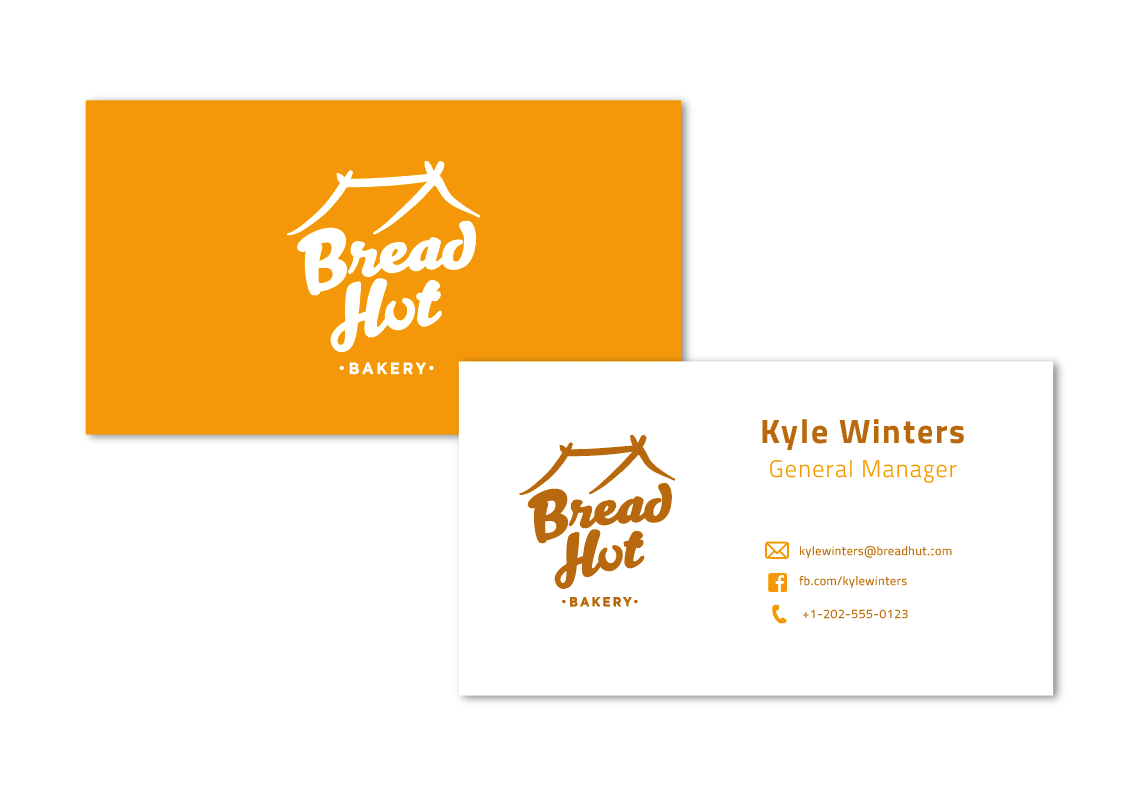 Bread
Hut
•BAKERY•
Bread
Hut
•BAKERY•
Kyle Winters
General Manager
kylewinters@breadhut.com
fb.com/kylewinters
+1-202-555-0123